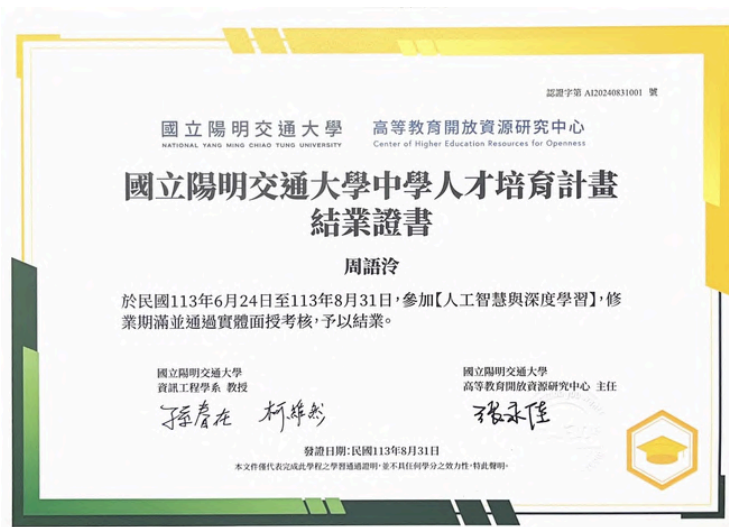 認證字第 AI20240831001 號
國立陽明交通大學 高等教育開放資源研究中心
NATIONAL YANG MING CHIAO TUNG UNIVERSITY Center of Higher Education Resources for Openness
國立陽明交通大學中學人才培育計畫
結業證書
周語泠
於民國113年6月24日至113年8月31日,參加【人工智慧與深度學習】,修
業期滿並通過實體面授考核,予以結業。
國立陽明交通大學 國立陽明交通大學
資訊工程學系 教授 高等教育開放資源研究中心 主任
孫春在 柯維然 張永佳
發證日期:民國113年8月31日
本文件僅代表完成此學程之學習通過證明,並不具任何學分之效力性,特此聲明。